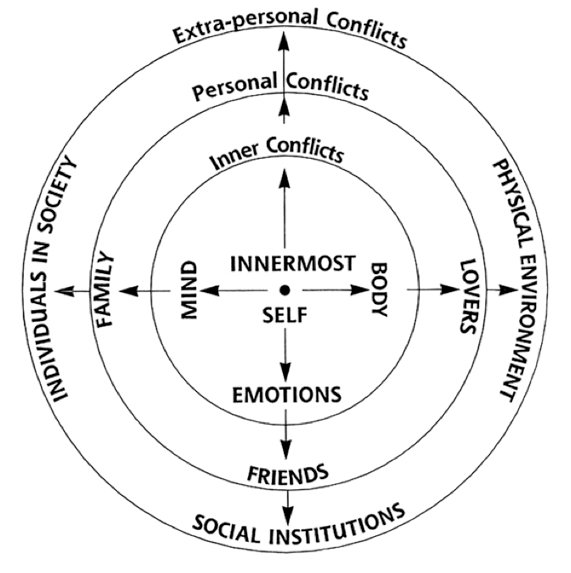 Extra-personal Conflicts
Personal Conflicts
Inner Conflicts
INDIVIDUALS IN SOCIETY
FAMILY
MIND
INNERMOST
SELF
BODY
LOVERS
PHYSICAL ENVIRONMENT
EMOTIONS
FRIENDS
SOCIAL INSTITUTIONS